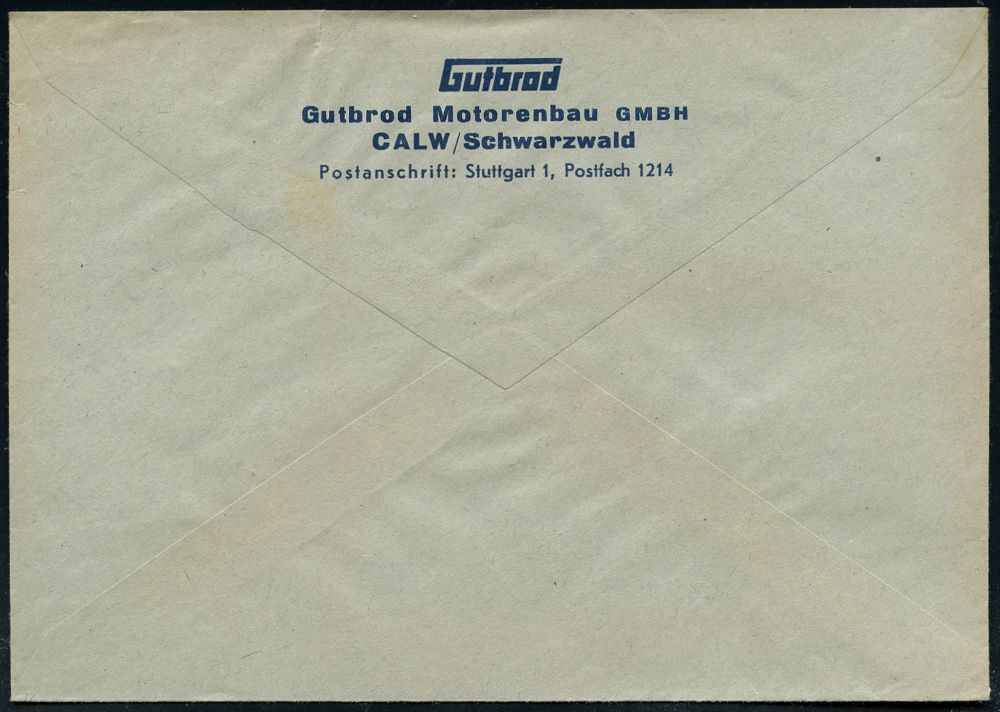 Gutbrod
Gutbrod Motorenbau GMBH
CALW/Schwarzwald
Postanschrift: Stuttgart 1, Postfach 1214